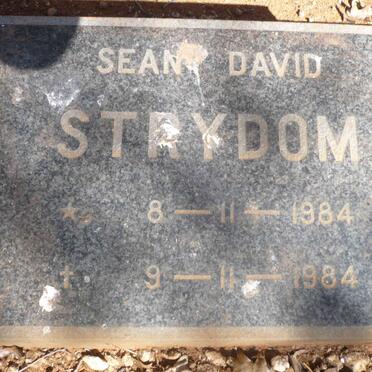 SEAN DAVID
STRYDOM
* 8 — 11 — 1984
† 9 — 11 — 1984